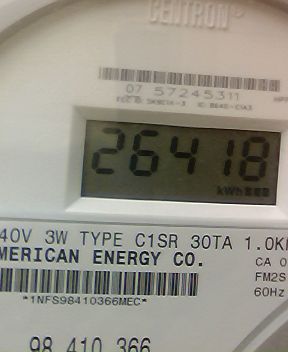 CENTRON®
07 57245311
26418
kWh
40V 3W TYPE C1SR 30TA 1.0K
MERICAN ENERGY CO.
CA 0
FM2S
60Hz
*1NFS98410366MEC*
98 410 366